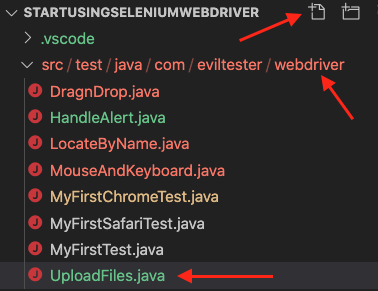 STARTUSINGSELENIUMWEBDRIVER
.vscode
src / test / java / com / eviltester / webdriver
J DragnDrop.java
J HandleAlert.java
J LocateByName.java
J MouseAndKeyboard.java
J MyFirstChromeTest.java
J MyFirstSafariTest.java
J MyFirstTest.java
J UploadFiles.java